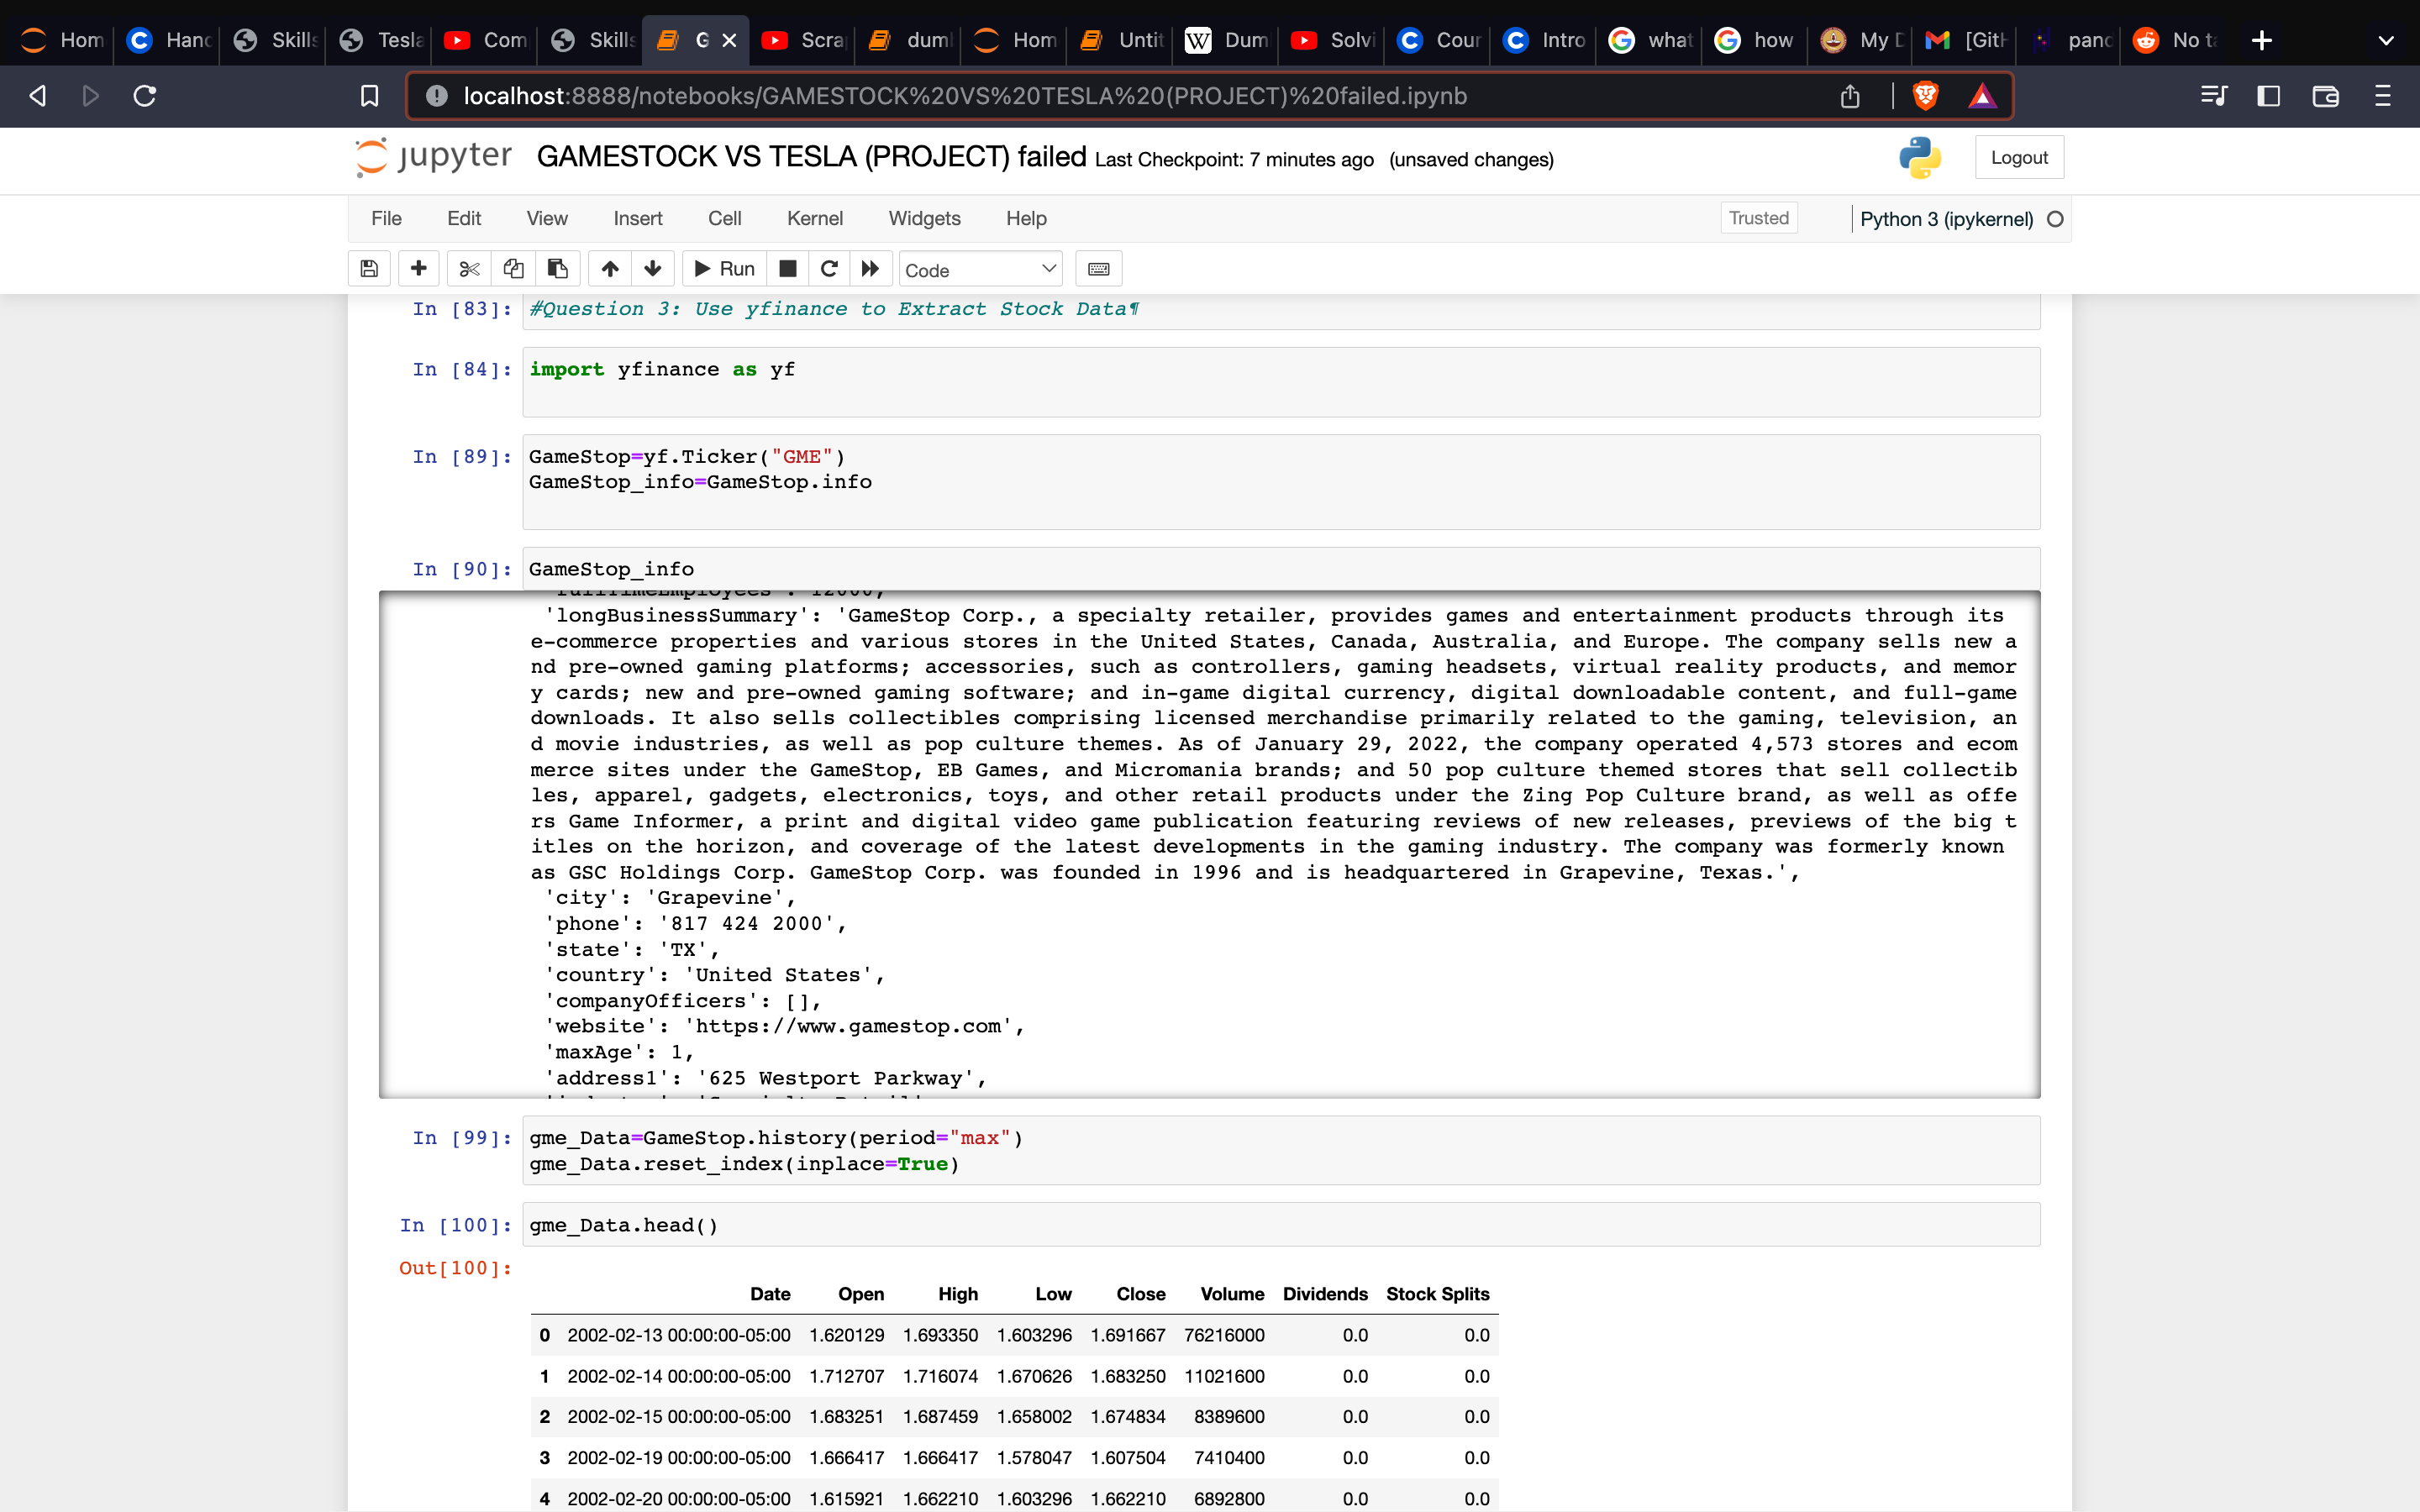 Hom
Hand
Skills
Tesla
Com
Skills
G
Scra
dum
Hom
Untit
W Dum
Solvi
Cour
Intro
what
how
My D
[Git
pand
No ta
localhost:8888/notebooks/GAMESTOCK%20VS%20TESLA%20(PROJECT)%20failed.ipynb
jupyter GAMESTOCK VS TESLA (PROJECT) failed Last Checkpoint: 7 minutes ago (unsaved changes)
Logout
File Edit View Insert Cell Kernel Widgets Help
Trusted Python 3 (ipykernel)
Run Code
In [83]: #Question 3: Use yfinance to Extract Stock Data¶
In [84]: import yfinance as yf
In [89]: GameStop=yf.Ticker("GME")
GameStop_info=GameStop.info
In [90]: GameStop_info
'fullTimeEmployees': 12000,
'longBusinessSummary': 'GameStop Corp., a specialty retailer, provides games and entertainment products through its
e-commerce properties and various stores in the United States, Canada, Australia, and Europe. The company sells new a
nd pre-owned gaming platforms; accessories, such as controllers, gaming headsets, virtual reality products, and memor
y cards; new and pre-owned gaming software; and in-game digital currency, digital downloadable content, and full-game
downloads. It also sells collectibles comprising licensed merchandise primarily related to the gaming, television, an
d movie industries, as well as pop culture themes. As of January 29, 2022, the company operated 4,573 stores and ecom
merce sites under the GameStop, EB Games, and Micromania brands; and 50 pop culture themed stores that sell collectib
les, apparel, gadgets, electronics, toys, and other retail products under the Zing Pop Culture brand, as well as offe
rs Game Informer, a print and digital video game publication featuring reviews of new releases, previews of the big t
itles on the horizon, and coverage of the latest developments in the gaming industry. The company was formerly known
as GSC Holdings Corp. GameStop Corp. was founded in 1996 and is headquartered in Grapevine, Texas.',
'city': 'Grapevine',
'phone': '817 424 2000',
'state': 'TX',
'country': 'United States',
'companyOfficers': [],
'website': 'https://www.gamestop.com',
'maxAge': 1,
'address1': '625 Westport Parkway',
In [99]: gme_Data=GameStop.history(period="max")
gme_Data.reset_index(inplace=True)
In [100]: gme_Data.head()
Out[100]:
Date Open High Low Close Volume Dividends Stock Splits
0 2002-02-13 00:00:00-05:00 1.620129 1.693350 1.603296 1.691667 76216000 0.0 0.0
1 2002-02-14 00:00:00-05:00 1.712707 1.716074 1.670626 1.683250 11021600 0.0 0.0
2 2002-02-15 00:00:00-05:00 1.683251 1.687459 1.658002 1.674834 8389600 0.0 0.0
3 2002-02-19 00:00:00-05:00 1.666417 1.666417 1.578047 1.607504 7410400 0.0 0.0
4 2002-02-20 00:00:00-05:00 1.615921 1.662210 1.603296 1.662210 6892800 0.0 0.0